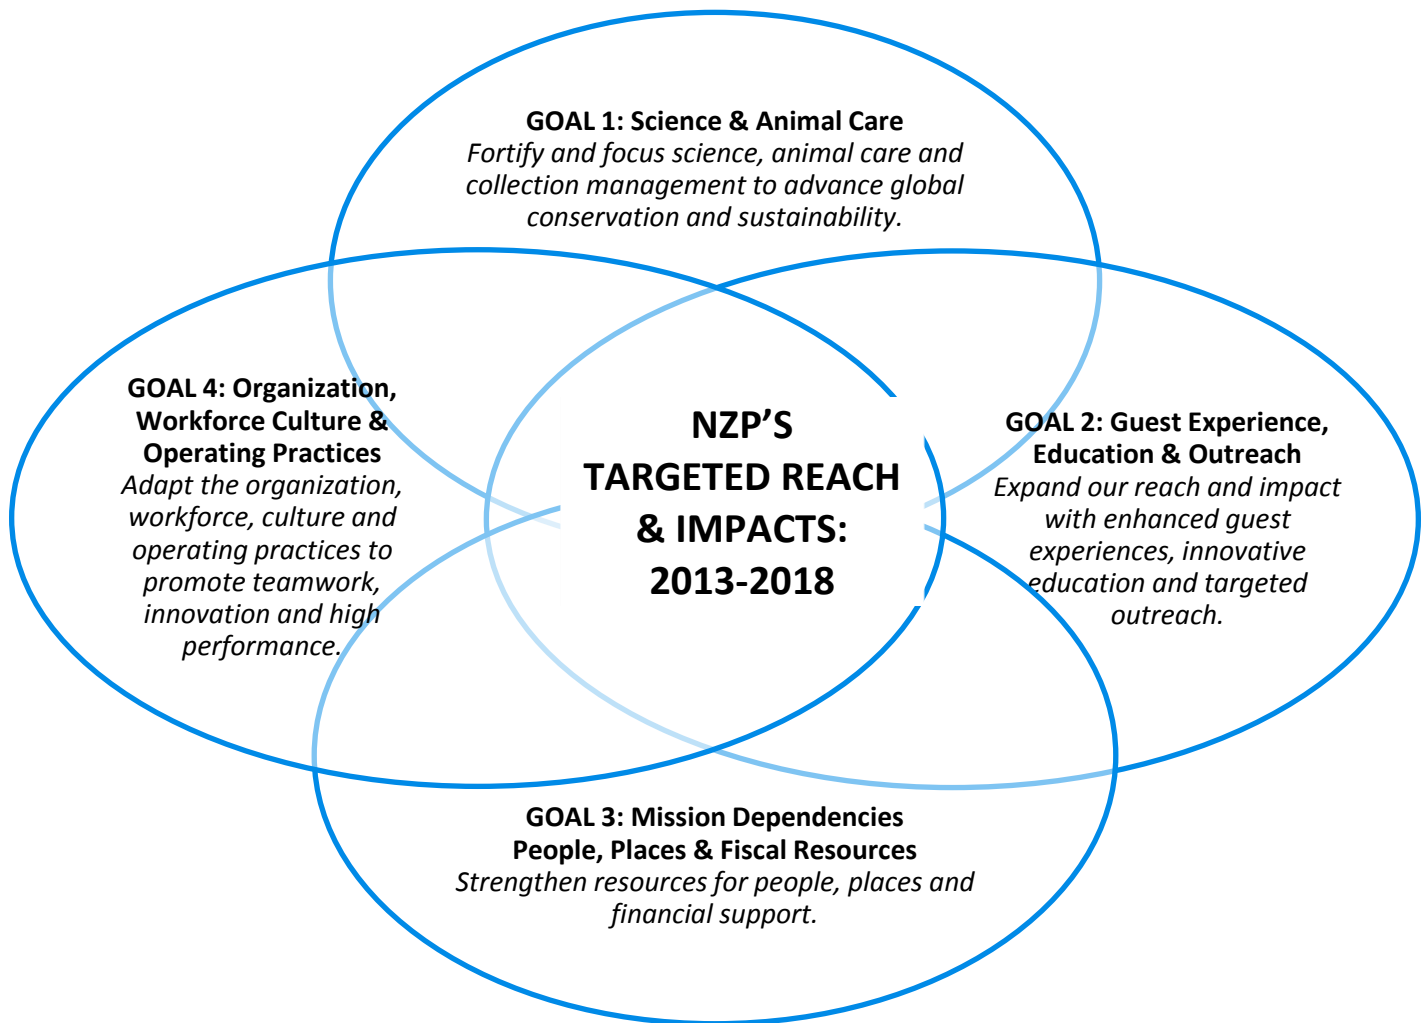 GOAL 1: Science & Animal Care
Fortify and focus science, animal care and
collection management to advance global
conservation and sustainability.
GOAL 4: Organization,
Workforce Culture &
Operating Practices
Adapt the organization,
workforce, culture and
operating practices to
promote teamwork,
innovation and high
performance.
NZP’S
TARGETED REACH
& IMPACTS:
2013-2018
GOAL 2: Guest Experience,
Education & Outreach
Expand our reach and impact
with enhanced guest
experiences, innovative
education and targeted
outreach.
GOAL 3: Mission Dependencies
People, Places & Fiscal Resources
Strengthen resources for people, places and
financial support.